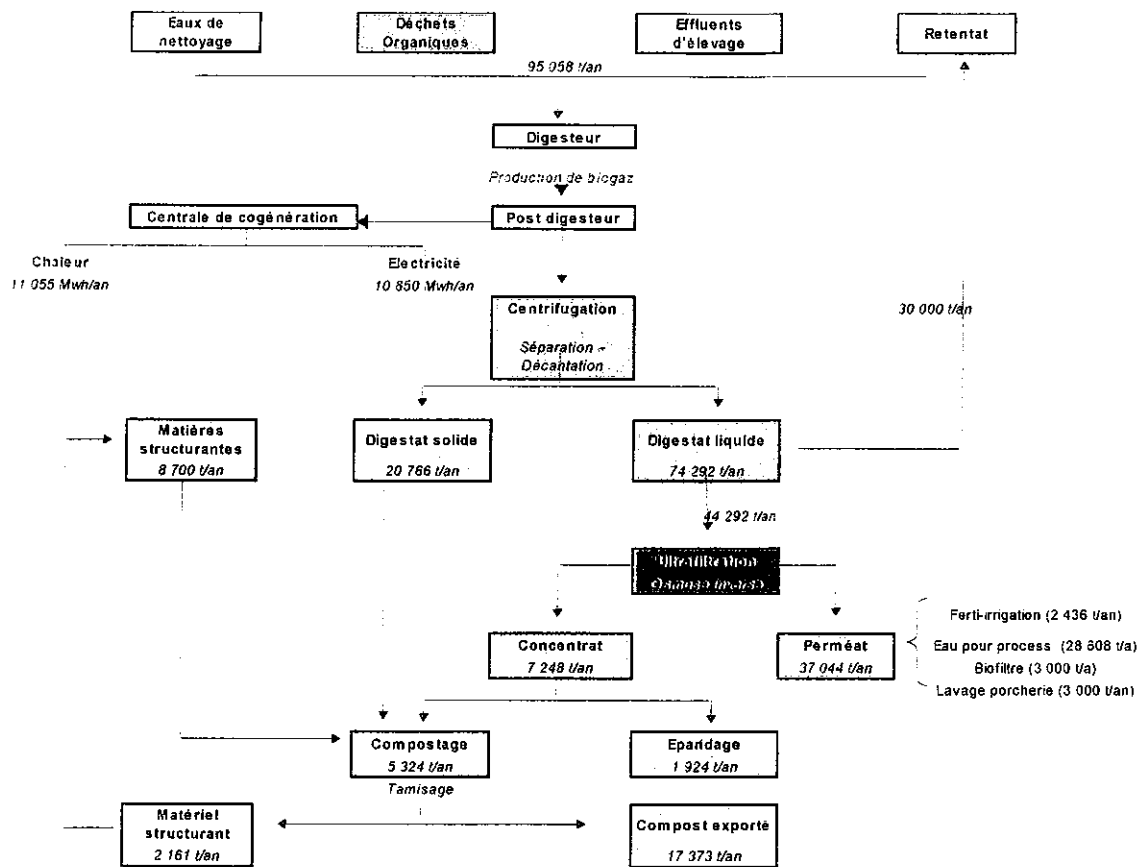 Eaux de
nettoyage
Déchets
Organiques
Effluents
d'élevage
Retentat
95 058 t/an
Digesteur
Production de biogaz
Centrale de cogénération
Post digesteur
Chaleur
11 055 Mwh/an
Electricité
10 850 Mwh/an
Centrifugation
Séparation –
Décantation
30 000 t/an
Matières
structurantes
8 700 t/an
Digestat solide
20 766 t/an
Digestat liquide
74 292 t/an
44 292 t/an
Ultrafiltration
Osmose inverse
Concentrat
7 248 t/an
Perméat
37 044 t/an
Ferti-irrigation (2 436 t/an)
Eau pour process (28 608 t/a)
Biofiltre (3 000 t/a)
Lavage porcherie (3 000 t/an)
Compostage
5 324 t/an
Tamisage
Epandage
1 924 t/an
Matériel
structurant
2 161 t/an
Compost exporté
17 373 t/an